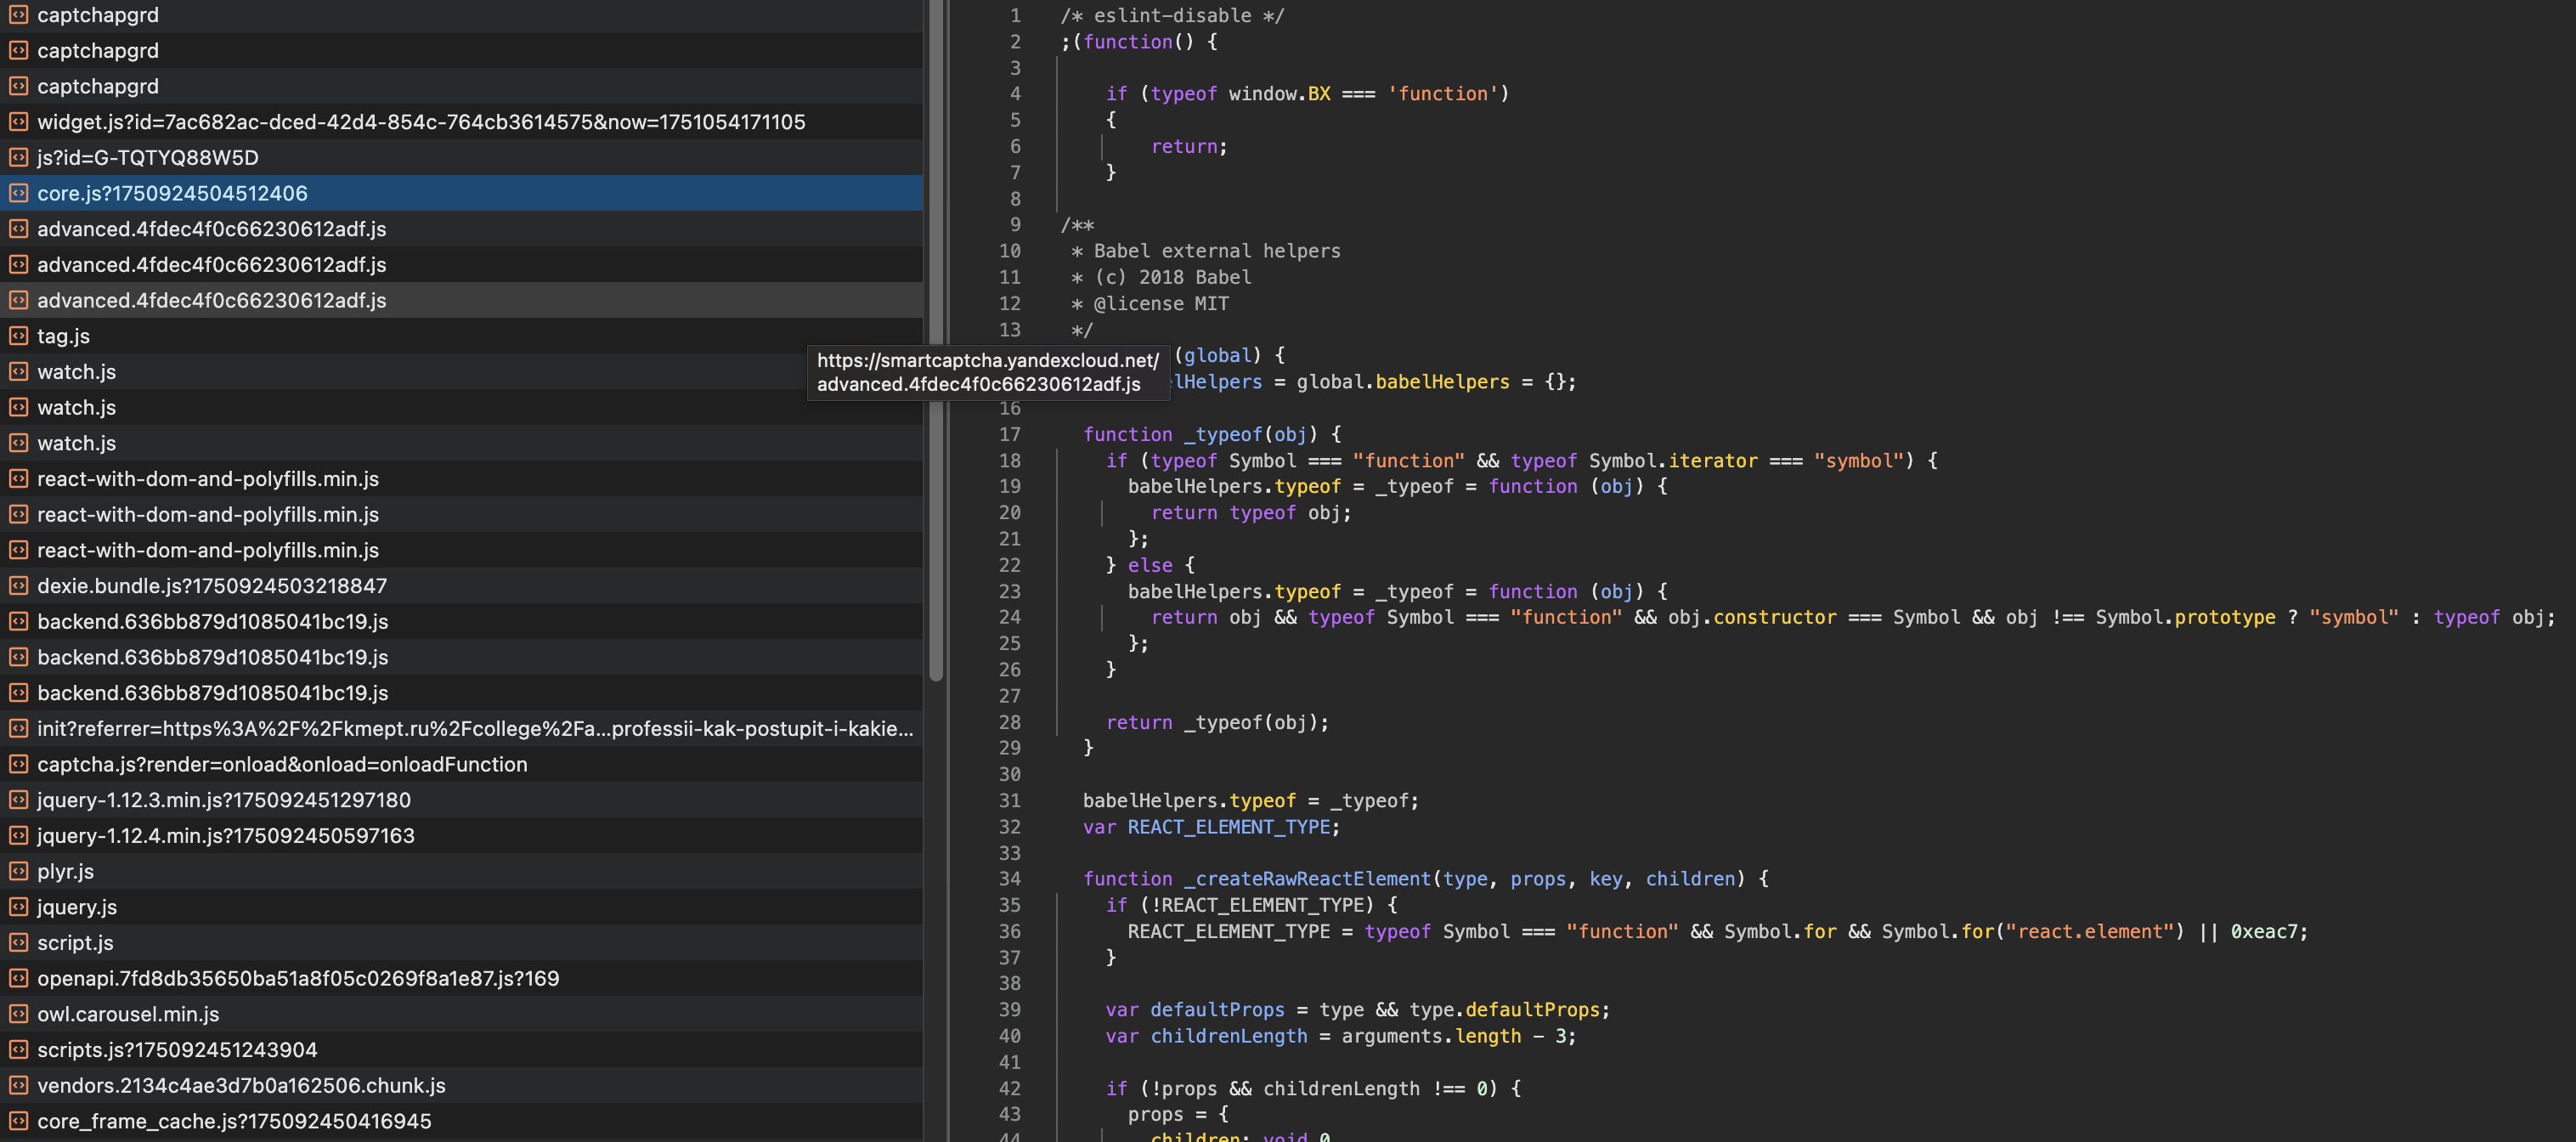 captchapgrd
captchapgrd
captchapgrd
widget.js?id=7ac682ac-dced-42d4-854c-764cb3614575&now=1751054171105
js?id=G-TQTYQ88W5D
core.js?1750924504512406
advanced.4fdec4f0c66230612adf.js
advanced.4fdec4f0c66230612adf.js
advanced.4fdec4f0c66230612adf.js
tag.js
watch.js
watch.js
watch.js
react-with-dom-and-polyfills.min.js
react-with-dom-and-polyfills.min.js
react-with-dom-and-polyfills.min.js
dexie.bundle.js?1750924503218847
backend.636bb879d1085041bc19.js
backend.636bb879d1085041bc19.js
backend.636bb879d1085041bc19.js
init?referrer=https%3A%2F%2Fkmept.ru%2Fcollege%2Fa...professii-kak-postupit-i-kakie...
captcha.js?render=onload&onload=onloadFunction
jquery-1.12.3.min.js?175092451297180
jquery-1.12.4.min.js?175092450597163
plyr.js
jquery.js
script.js
openapi.7fd8db35650ba51a8f05c0269f8a1e87.js?169
owl.carousel.min.js
scripts.js?175092451243904
vendors.2134c4ae3d7b0a162506.chunk.js
core_frame_cache.js?175092450416945
https://smartcaptcha.yandexcloud.net/
advanced.4fdec4f0c66230612adf.js
1 /* eslint-disable */
2 ;(function() {
3
4 if (typeof window.BX === 'function')
5 {
6 return;
7 }
8
9 /**
10 * Babel external helpers
11 * (c) 2018 Babel
12 * @license MIT
13 */
(global) {
lHelpers = global.babelHelpers = {};
16
17 function _typeof(obj) {
18 if (typeof Symbol === "function" && typeof Symbol.iterator === "symbol") {
19 babelHelpers.typeof = _typeof = function (obj) {
20 return typeof obj;
21 };
22 } else {
23 babelHelpers.typeof = _typeof = function (obj) {
24 return obj && typeof Symbol === "function" && obj.constructor === Symbol && obj !== Symbol.prototype ? "symbol" : typeof obj;
25 };
26 }
27
28 return _typeof(obj);
29 }
30
31 babelHelpers.typeof = _typeof;
32 var REACT_ELEMENT_TYPE;
33
34 function _createRawReactElement(type, props, key, children) {
35 if (!REACT_ELEMENT_TYPE) {
36 REACT_ELEMENT_TYPE = typeof Symbol === "function" && Symbol.for && Symbol.for("react.element") || 0xeac7;
37 }
38
39 var defaultProps = type && type.defaultProps;
40 var childrenLength = arguments.length - 3;
41
42 if (!props && childrenLength !== 0) {
43 props = {
44 children: void 0